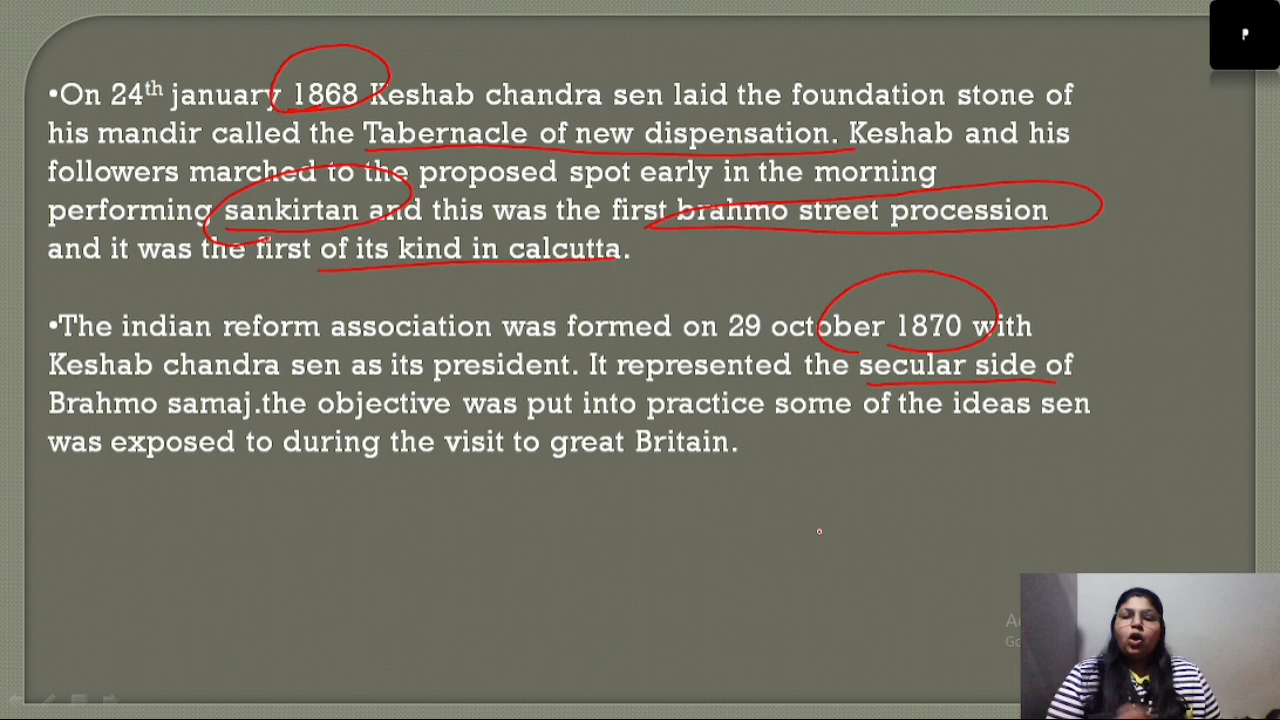 •On 24th january 1868 Keshab chandra sen laid the foundation stone of
his mandir called the Tabernacle of new dispensation. Keshab and his
followers marched to the proposed spot early in the morning
performing sankirtan and this was the first brahmo street procession
and it was the first of its kind in calcutta.
•The indian reform association was formed on 29 october 1870 with
Keshab chandra sen as its president. It represented the secular side of
Brahmo samaj.the objective was put into practice some of the ideas sen
was exposed to during the visit to great Britain.